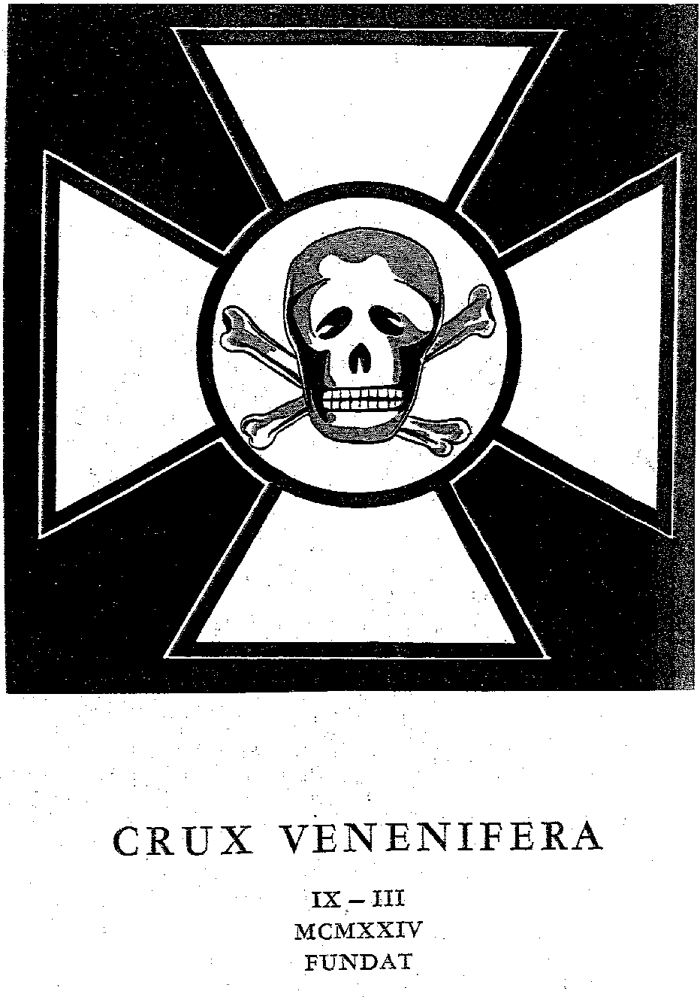 CRUX VENENIFERA
IX – III
MCMXXIV
FUNDAT